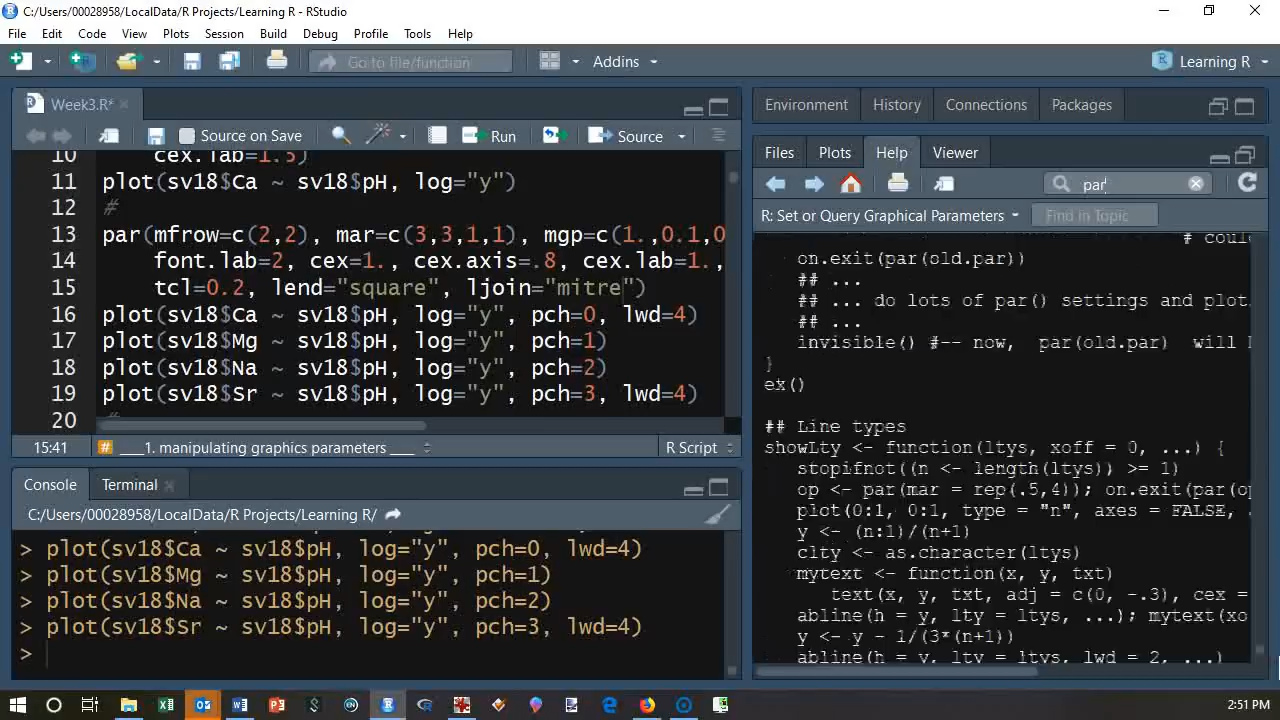 C:/Users/00028958/LocalData/R Projects/Learning R - RStudio
File Edit Code View Plots Session Build Debug Profile Tools Help
Go to file/function Addins Learning R
Week3.R*
Source on Save Run Source
10 cex.lab=1.5)
11 plot(sv18$Ca ~ sv18$pH, log="y")
12 #
13 par(mfrow=c(2,2), mar=c(3,3,1,1), mgp=c(1.,0.1,0
14 font.lab=2, cex=1., cex.axis=.8, cex.lab=1.,
15 tcl=0.2, lend="square", ljoin="mitre")
16 plot(sv18$Ca ~ sv18$pH, log="y", pch=0, lwd=4)
17 plot(sv18$Mg ~ sv18$pH, log="y", pch=1)
18 plot(sv18$Na ~ sv18$pH, log="y", pch=2)
19 plot(sv18$Sr ~ sv18$pH, log="y", pch=3, lwd=4)
20
15:41 # ____1. manipulating graphics parameters ____ R Script
Console Terminal
C:/Users/00028958/LocalData/R Projects/Learning R/
> plot(sv18$Ca ~ sv18$pH, log="y", pch=0, lwd=4)
> plot(sv18$Mg ~ sv18$pH, log="y", pch=1)
> plot(sv18$Na ~ sv18$pH, log="y", pch=2)
> plot(sv18$Sr ~ sv18$pH, log="y", pch=3, lwd=4)
>
Environment History Connections Packages
Files Plots Help Viewer
par
R: Set or Query Graphical Parameters Find in Topic
# coul
on.exit(par(old.par))
## ...
## ... do lots of par() settings and plot
## ...
invisible() #-- now, par(old.par) will
}
ex()
## Line types
showLty <- function(ltys, xoff = 0, ...) {
stopifnot((n <- length(ltys)) >= 1)
op <- par(mar = rep(.5,4)); on.exit(par(op
plot(0:1, 0:1, type = "n", axes = FALSE,
y <- (n:1)/(n+1)
clty <- as.character(ltys)
mytext <- function(x, y, txt)
text(x, y, txt, adj = c(0, -.3), cex =
abline(h = y, lty = ltys, ...); mytext(xo
y <- y - 1/(3*(n+1))
abline(h = y, lty = ltys, lwd = 2, ...)
2:51 PM